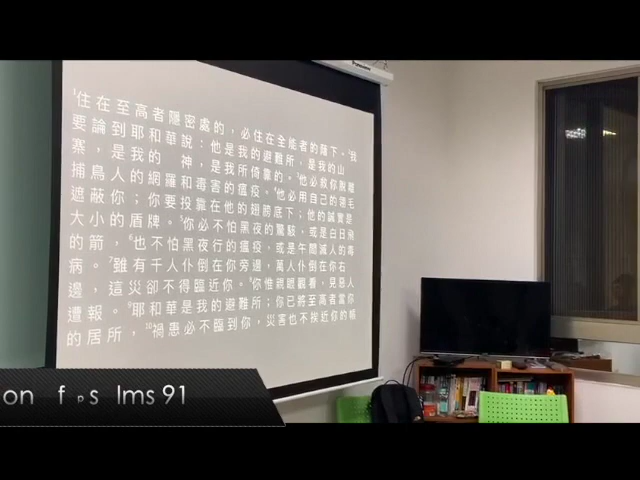 ¹住在至高者隱密處的，必住在全能者的蔭下。²我
要論到耶和華說：他是我的避難所，是我的山
寨，是我的 神，是我所倚靠的。³他必救你脫離
捕鳥人的網羅和毒害的瘟疫。⁴他必用自己的翎毛
遮蔽你；你要投靠在他的翅膀底下；他的誠實是
大小的盾牌。⁵你必不怕黑夜的驚駭，或是白日飛
的箭，⁶也不怕黑夜行的瘟疫，或是午間滅人的毒
病。⁷雖有千人仆倒在你旁邊，萬人仆倒在你右
邊，這災卻不得臨近你。⁸你惟親眼觀看，見惡人
遭報。⁹耶和華是我的避難所；你已將至高者當你
的居所，¹⁰禍患必不臨到你，災害也不挨近你的帳
on f p s lms 91